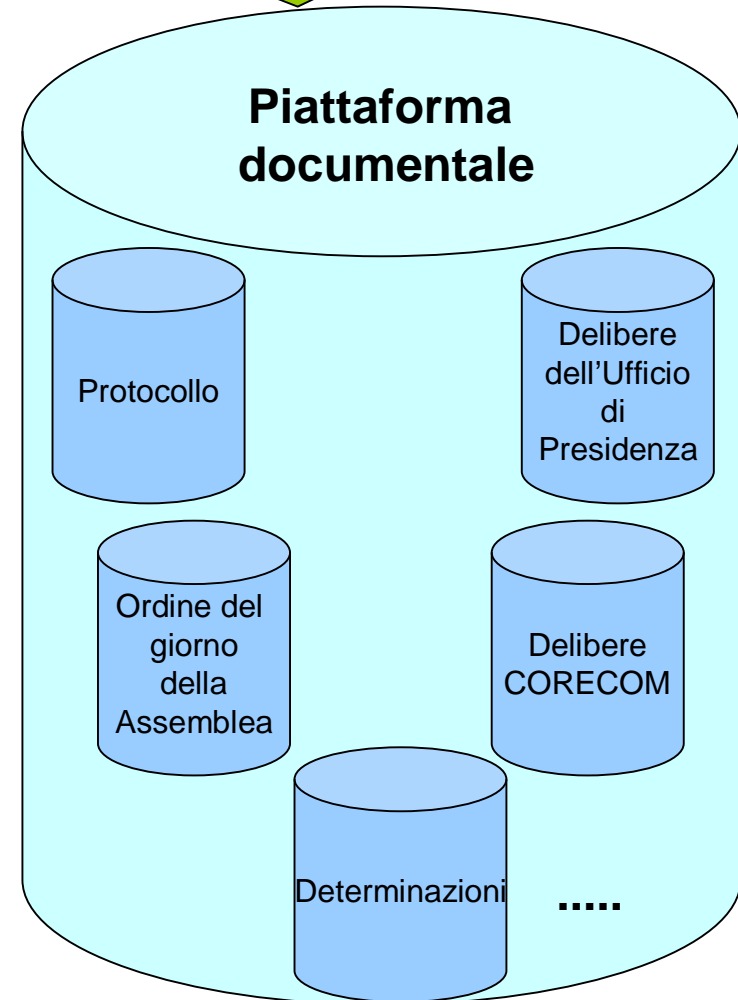 Piattaforma
documentale
Protocollo
Delibere
dell’Ufficio
di
Presidenza
Ordine del
giorno
della
Assemblea
Delibere
CORECOM
Determinazioni
.....